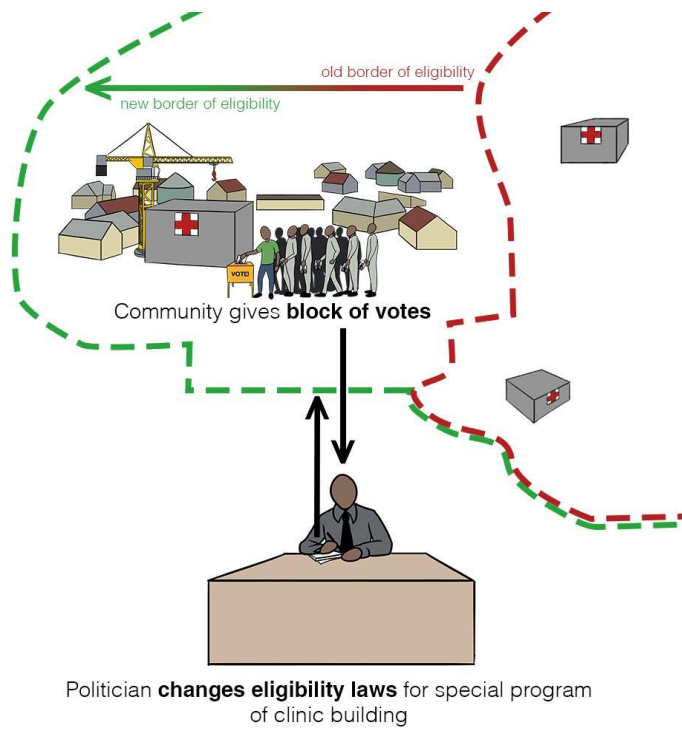 old border of eligibility
new border of eligibility
VOTE!
Community gives block of votes
Politician changes eligibility laws for special program
of clinic building